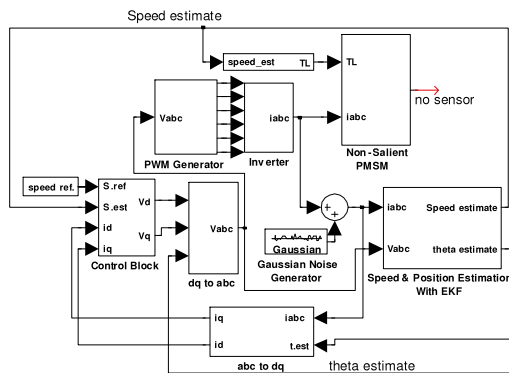 Speed estimate
speed_est TL
TL
iabc
no sensor
Non-Salient
PMSM
Vabc
PWM Generator
iabc
Inverter
speed ref.
S.ref
S.est
id
iq
Vd
Vq
Control Block
Vabc
dq to abc
+
+
Gaussian
Gaussian Noise
Generator
iabc
Vabc
Speed estimate
theta estimate
Speed & Position Estimation
With EKF
iq
id
iabc
t.est
abc to dq
theta estimate